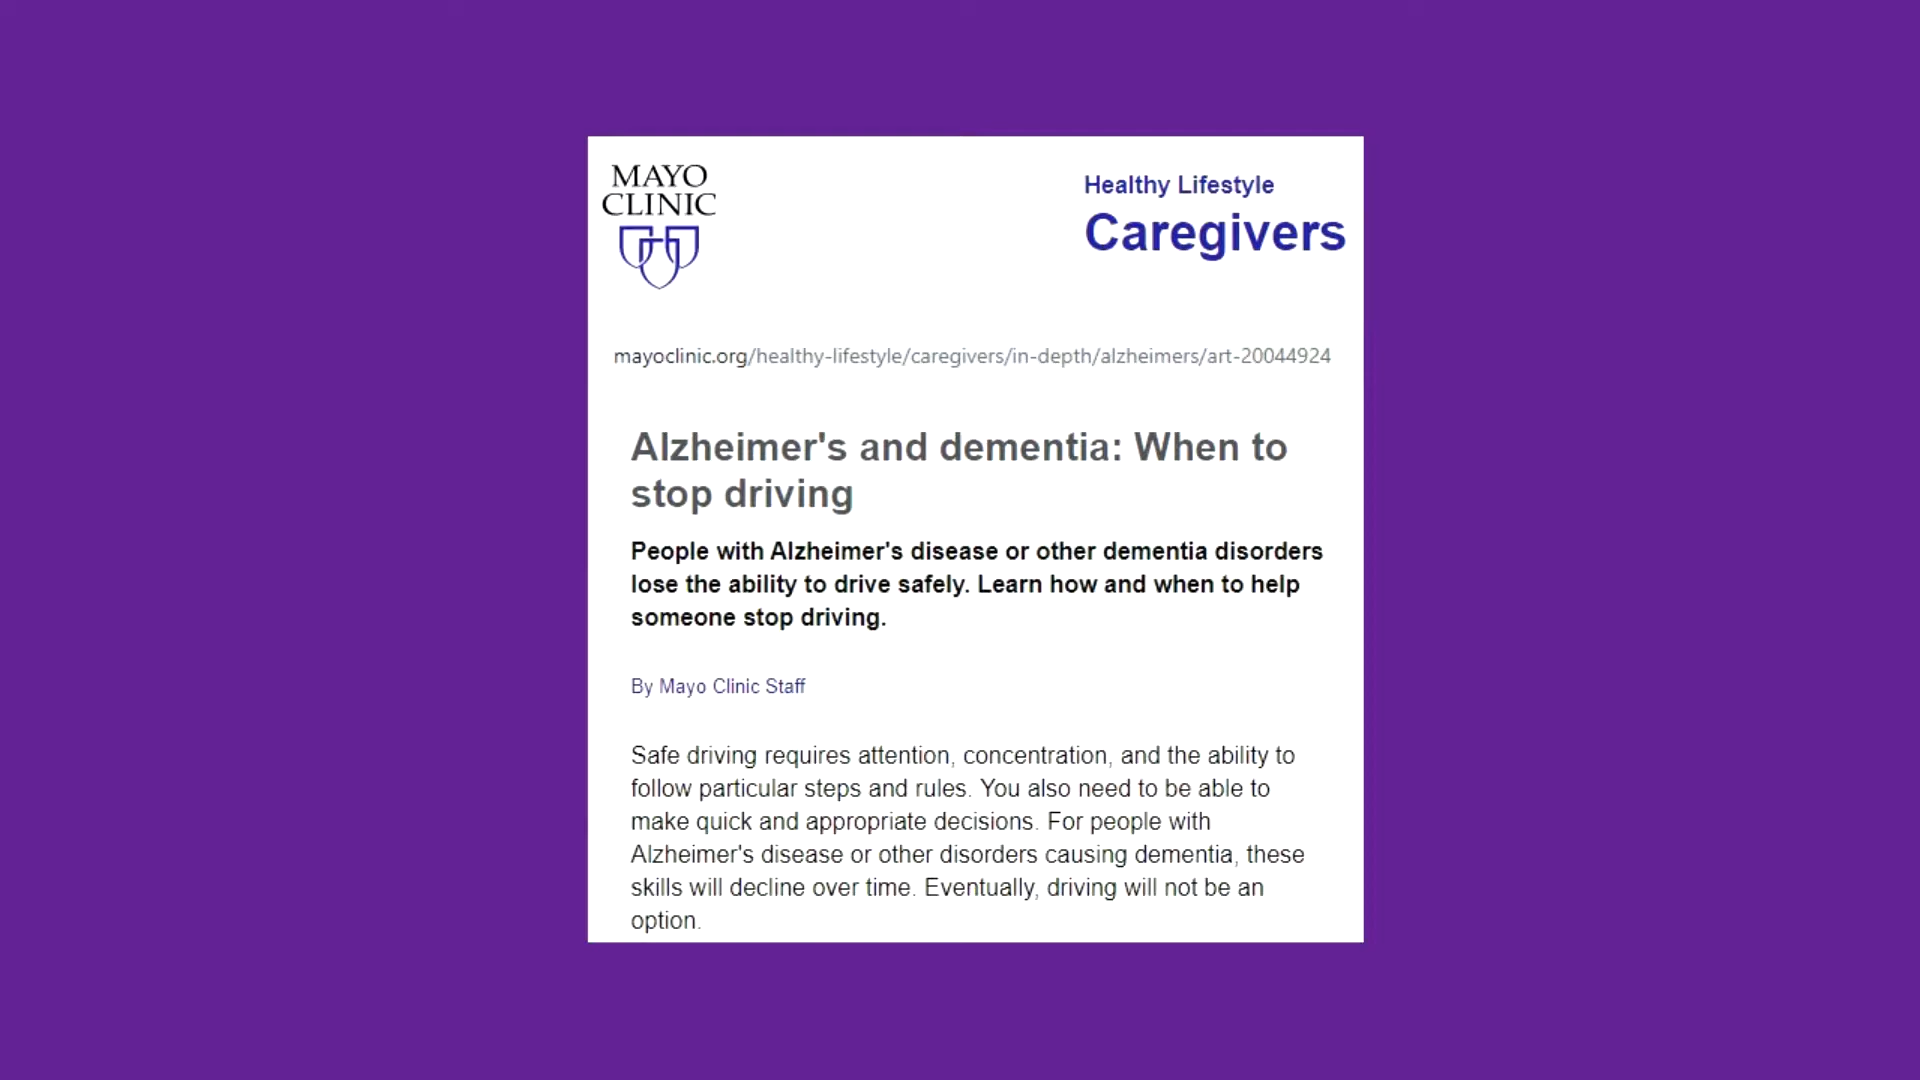 MAYO
CLINIC
Healthy Lifestyle
Caregivers
mayoclinic.org/healthy-lifestyle/caregivers/in-depth/alzheimers/art-20044924
Alzheimer's and dementia: When to
stop driving
People with Alzheimer's disease or other dementia disorders
lose the ability to drive safely. Learn how and when to help
someone stop driving.
By Mayo Clinic Staff
Safe driving requires attention, concentration, and the ability to
follow particular steps and rules. You also need to be able to
make quick and appropriate decisions. For people with
Alzheimer's disease or other disorders causing dementia, these
skills will decline over time. Eventually, driving will not be an
option.